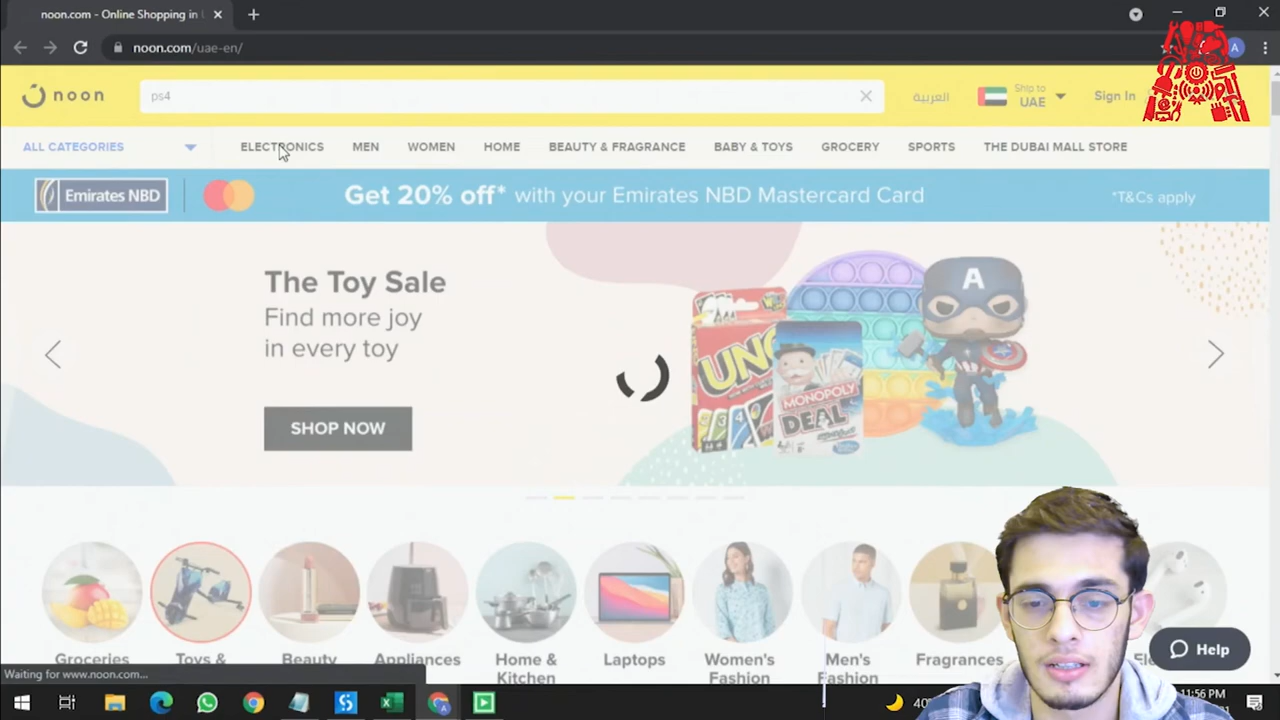 noon.com - Online Shopping in
noon.com/uae-en/
noon
ps4
العربية
Ship to
UAE
Sign In
A
ALL CATEGORIES
ELECTRONICS
MEN
WOMEN
HOME
BEAUTY & FRAGRANCE
BABY & TOYS
GROCERY
SPORTS
THE DUBAI MALL STORE
Emirates NBD
Get 20% off* with your Emirates NBD Mastercard Card
*T&Cs apply
The Toy Sale
Find more joy
in every toy
SHOP NOW
A
UNO
MONOPOLY
DEAL
Groceries
Toys &
Beauty
Appliances
Home &
Kitchen
Laptops
Women's
Fashion
Men's
Fashion
Fragrances
Help
Waiting for www.noon.com...
11:56 PM